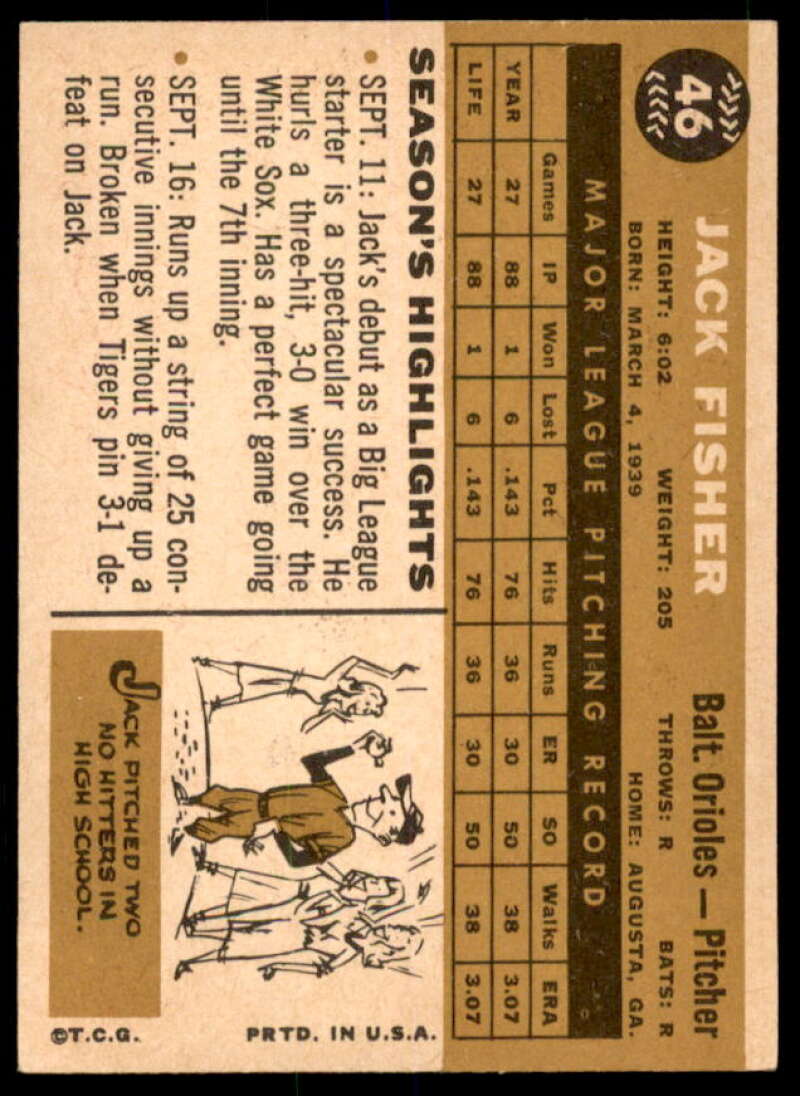 46
JACK FISHER Balt. Orioles — Pitcher
HEIGHT: 6:02 WEIGHT: 205 THROWS: R BATS: R
BORN: MARCH 4, 1939 HOME: AUGUSTA, GA.
MAJOR LEAGUE PITCHING RECORD
Games IP Won Lost Pct Hits Runs ER SO Walks ERA
YEAR 27 88 1 6 .143 76 36 30 50 38 3.07
LIFE 27 88 1 6 .143 76 36 30 50 38 3.07
SEASON'S HIGHLIGHTS
• SEPT. 11: Jack's debut as a Big League
starter is a spectacular success. He
hurls a three-hit, 3-0 win over the
White Sox. Has a perfect game going
until the 7th inning.
• SEPT. 16: Runs up a string of 25 con-
secutive innings without giving up a
run. Broken when Tigers pin 3-1 de-
feat on Jack.
JACK PITCHED TWO
NO HITTERS IN
HIGH SCHOOL.
©T.C.G. PRTD. IN U.S.A.